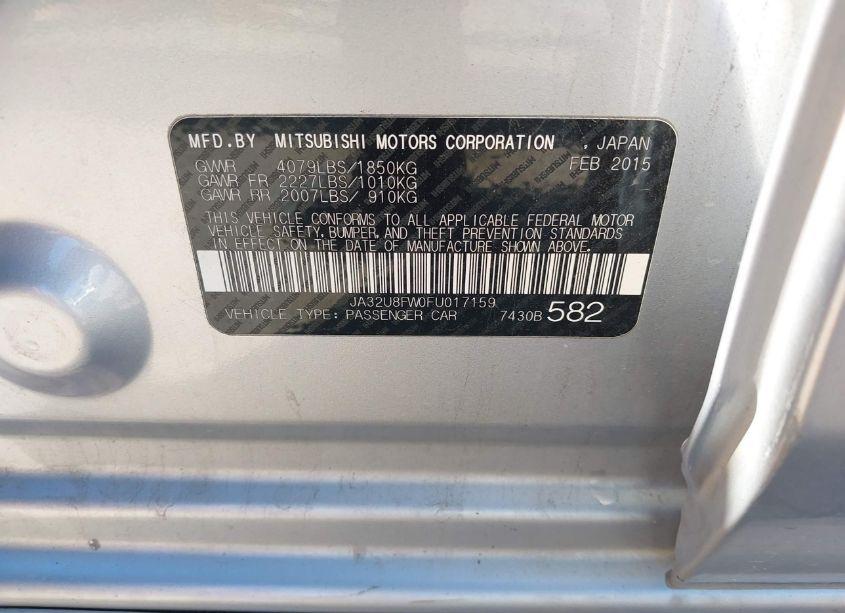 MFD.BY MITSUBISHI MOTORS CORPORATION , JAPAN
GVWR 4079LBS/1850KG FEB 2015
GAWR FR 2227LBS/1010KG
GAWR RR 2007LBS/ 910KG
THIS VEHICLE CONFORMS TO ALL APPLICABLE FEDERAL MOTOR
VEHICLE SAFETY, BUMPER, AND THEFT PREVENTION STANDARDS
IN EFFECT ON THE DATE OF MANUFACTURE SHOWN ABOVE.
JA32U8FW0FU017159
VEHICLE TYPE: PASSENGER CAR 7430B 582